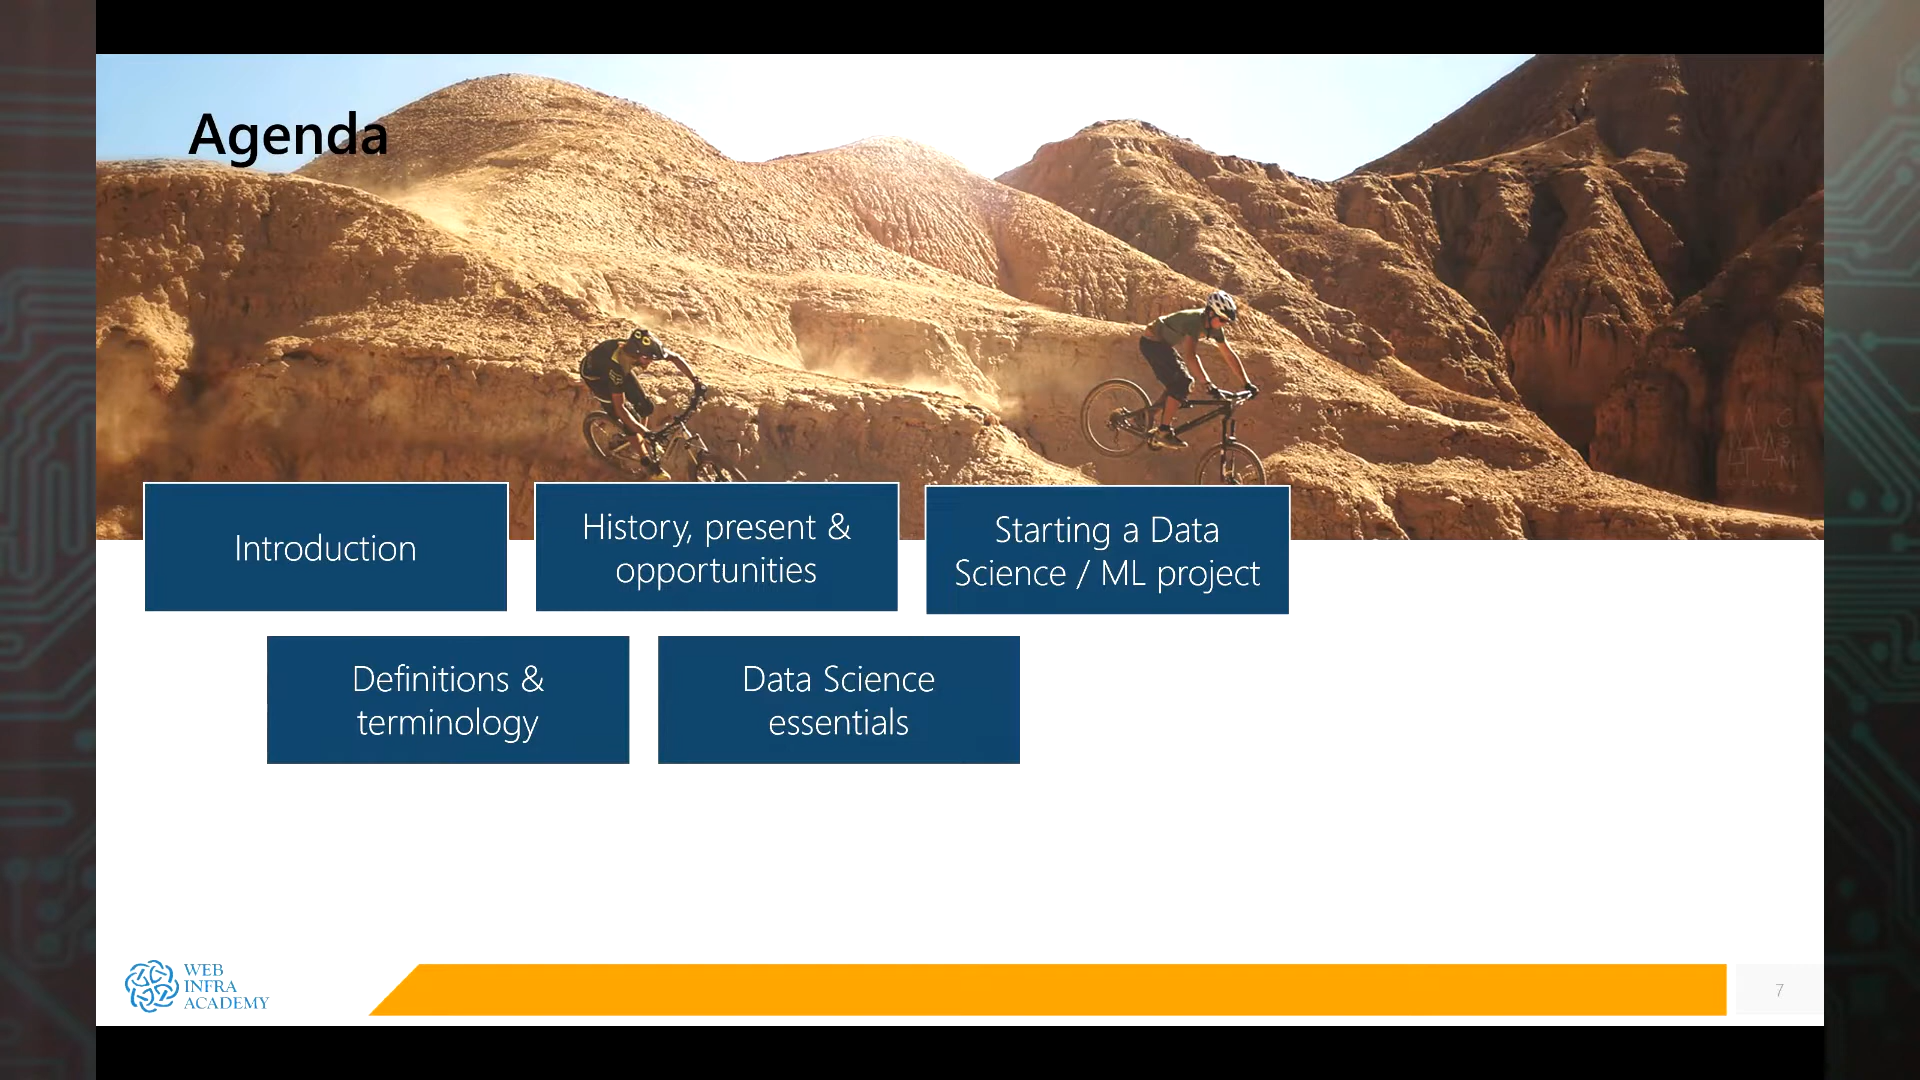 Agenda
Introduction
History, present &
opportunities
Starting a Data
Science / ML project
Definitions &
terminology
Data Science
essentials
WEB
INFRA
ACADEMY
7